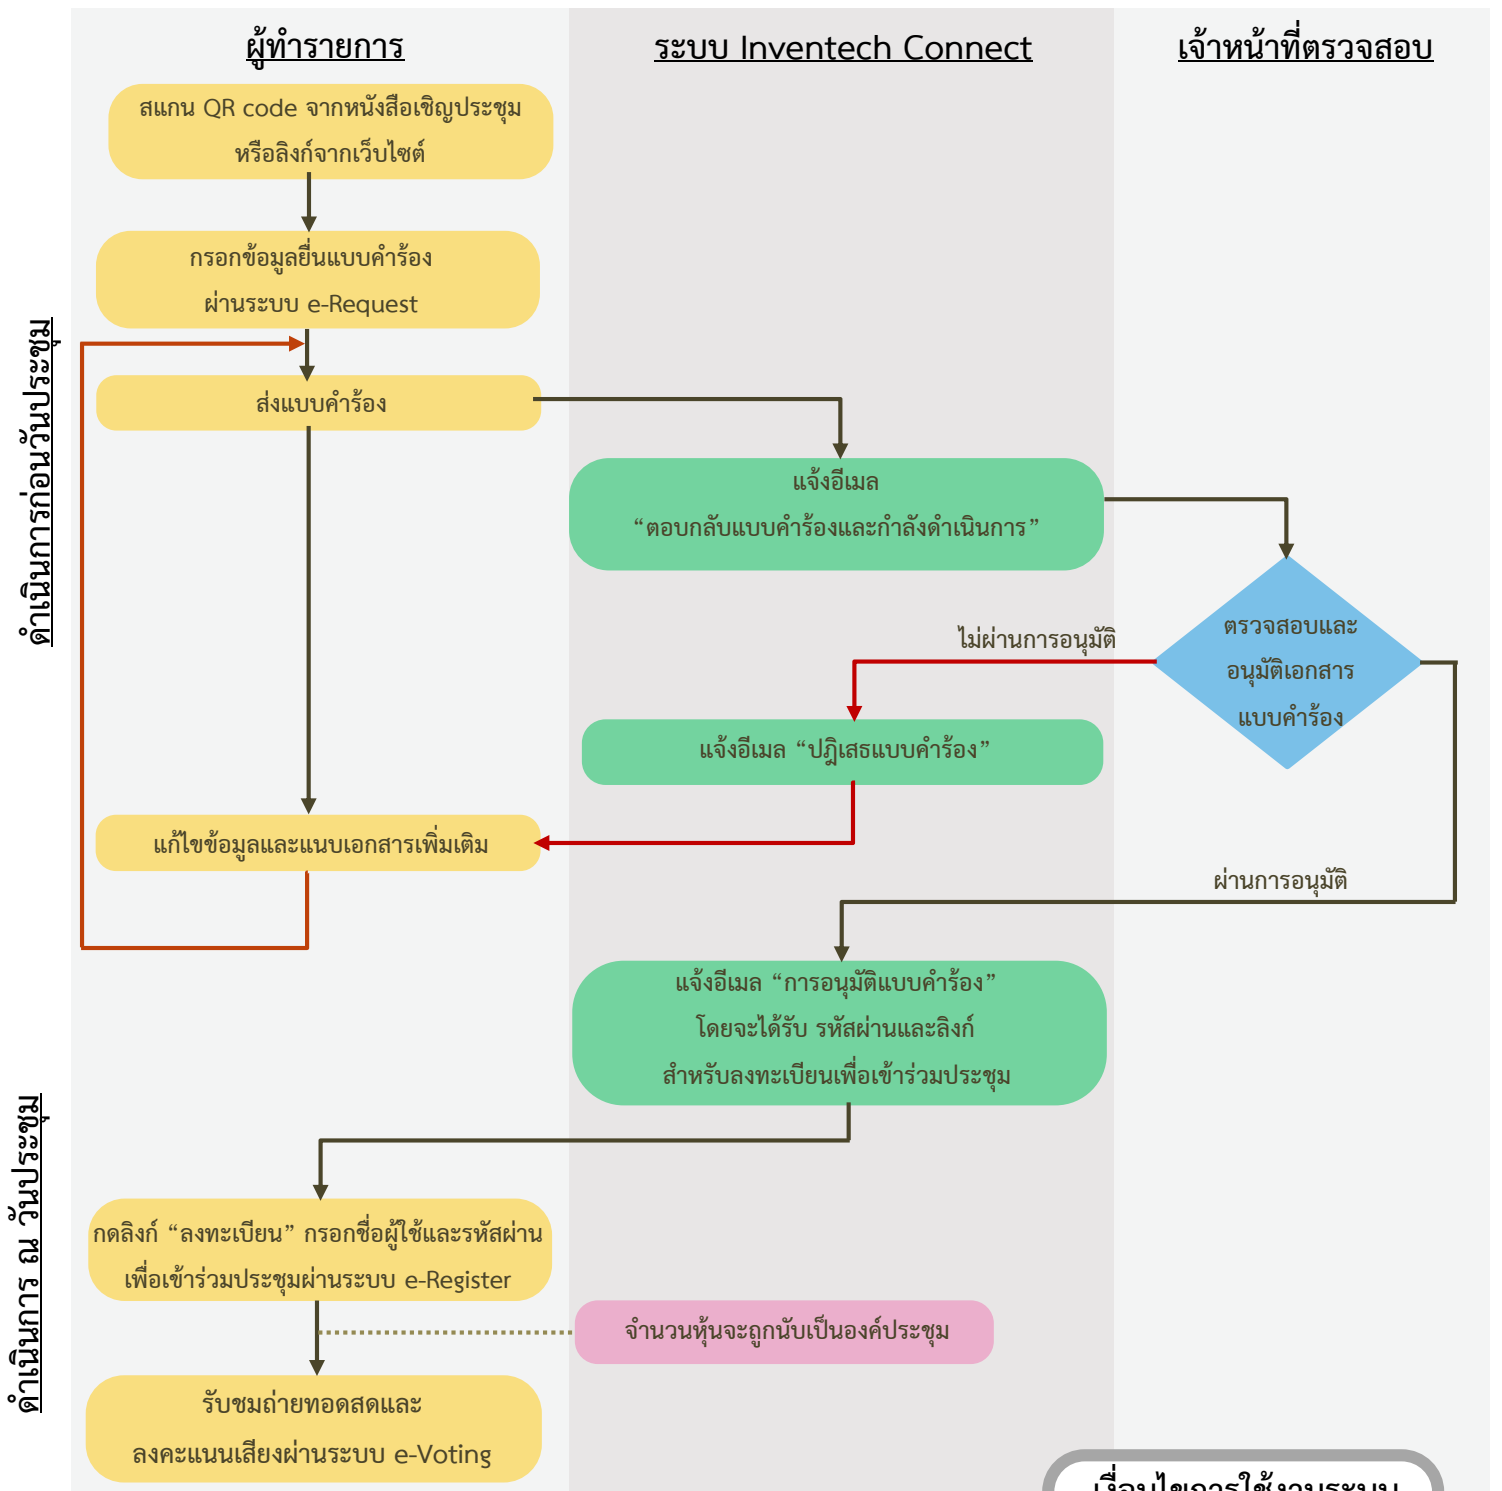 ผู้ทำรายการ
ระบบ Inventech Connect
เจ้าหน้าที่ตรวจสอบ
ดำเนินการก่อนวันประชุม
สแกน QR code จากหนังสือเชิญประชุม
หรือลิงก์จากเว็บไซต์
กรอกข้อมูลยื่นแบบคำร้อง
ผ่านระบบ e-Request
ส่งแบบคำร้อง
แจ้งอีเมล
“ตอบกลับแบบคำร้องและกำลังดำเนินการ”
ตรวจสอบและ
อนุมัติเอกสาร
แบบคำร้อง
ไม่ผ่านการอนุมัติ
แจ้งอีเมล “ปฎิเสธแบบคำร้อง”
แก้ไขข้อมูลและแนบเอกสารเพิ่มเติม
ผ่านการอนุมัติ
แจ้งอีเมล “การอนุมัติแบบคำร้อง”
โดยจะได้รับ รหัสผ่านและลิงก์
สำหรับลงทะเบียนเพื่อเข้าร่วมประชุม
ดำเนินการ ณ วันประชุม
กดลิงก์ “ลงทะเบียน” กรอกชื่อผู้ใช้และรหัสผ่าน
เพื่อเข้าร่วมประชุมผ่านระบบ e-Register
จำนวนหุ้นจะถูกนับเป็นองค์ประชุม
รับชมถ่ายทอดสดและ
ลงคะแนนเสียงผ่านระบบ e-Voting
เงื่อนไขการใช้งานระบบ